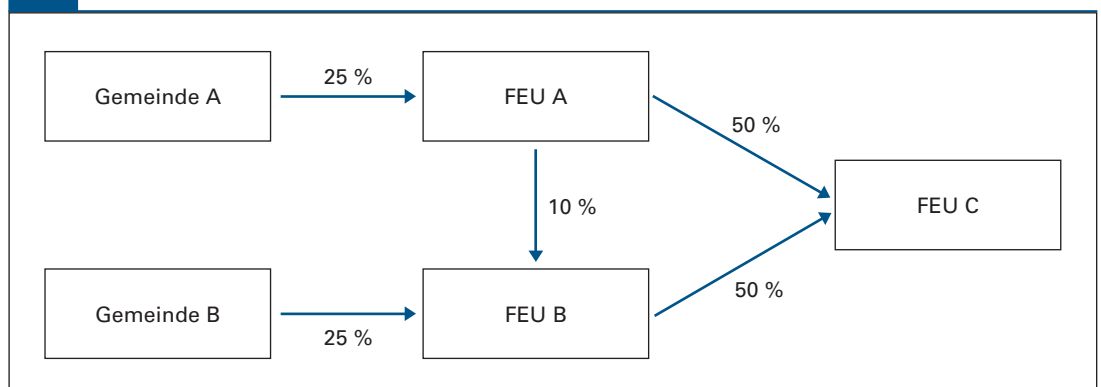 Gemeinde A
25 %
FEU A
50 %
10 %
FEU C
Gemeinde B
25 %
FEU B
50 %